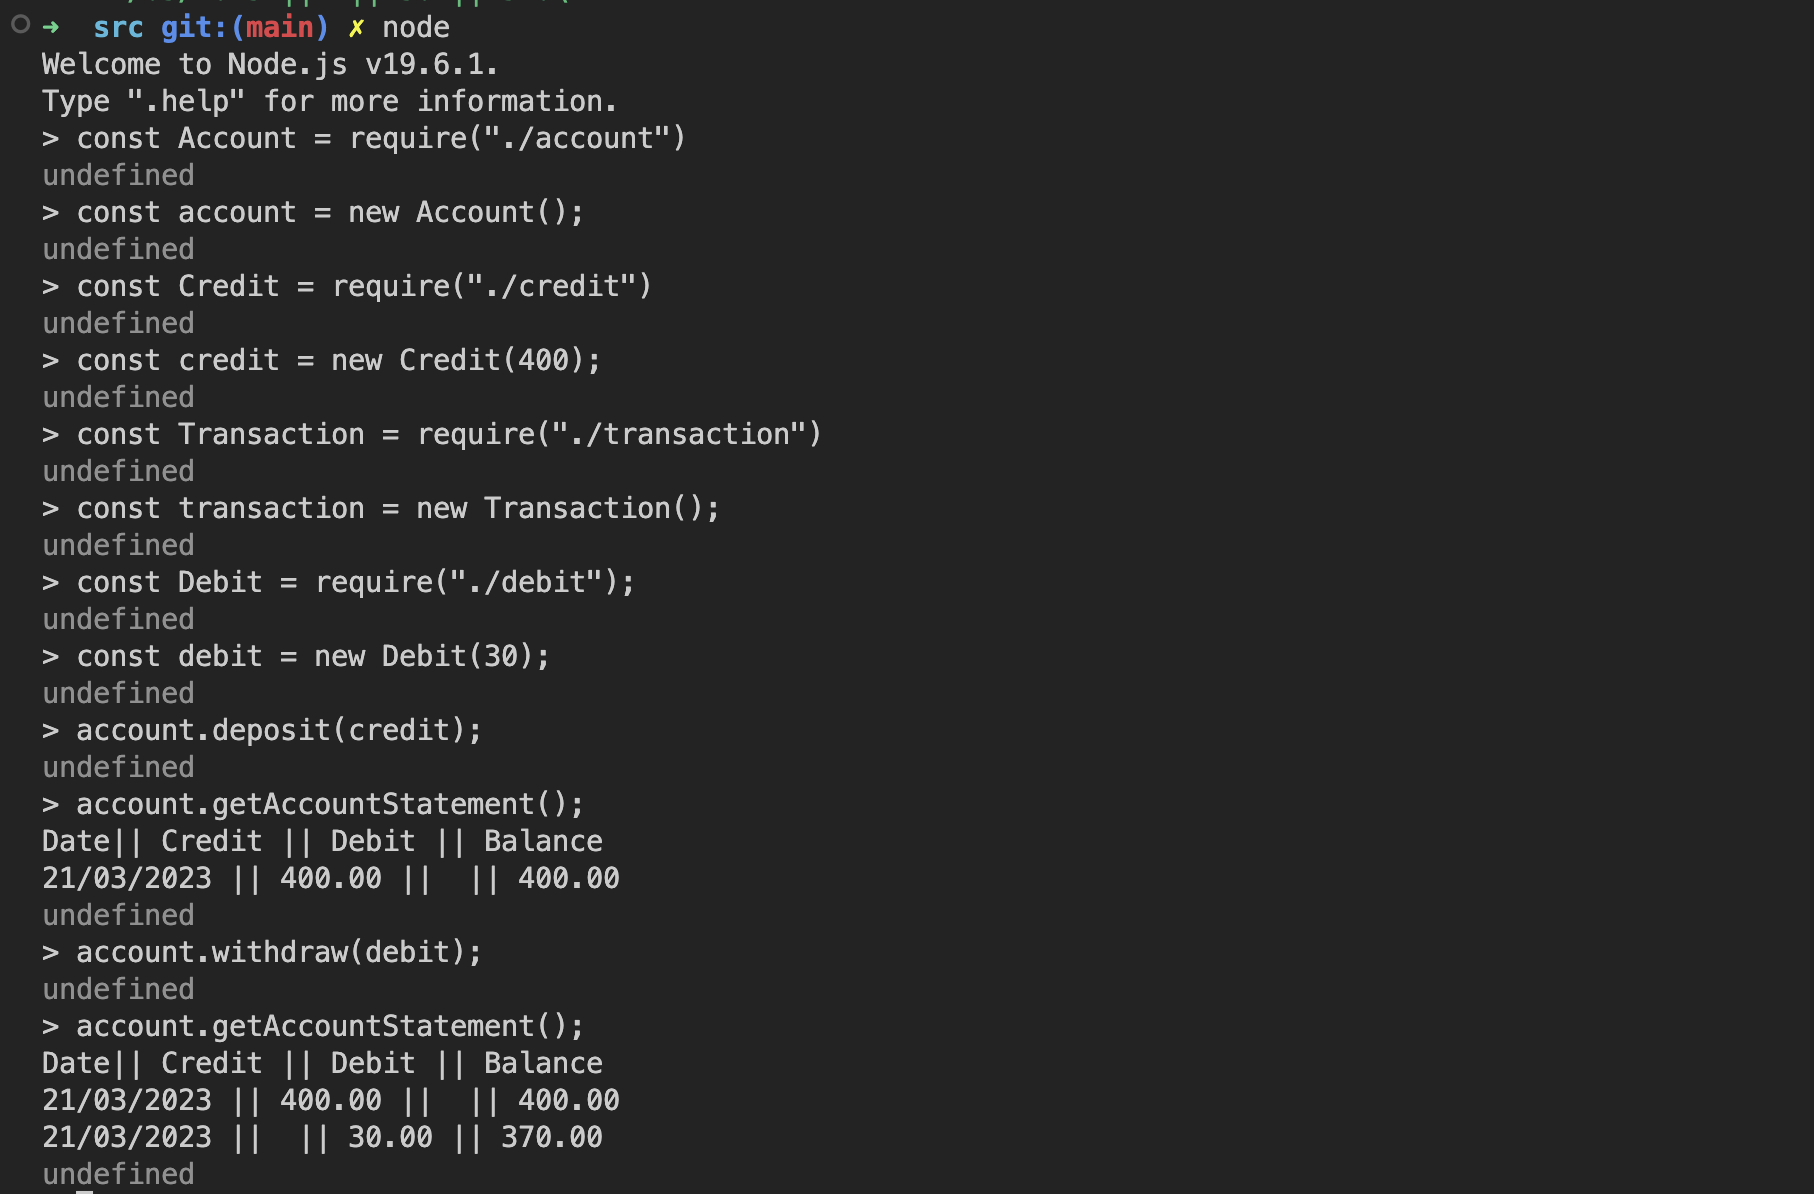 ➜  src git:(main) ✗ node
Welcome to Node.js v19.6.1.
Type ".help" for more information.
> const Account = require("./account")
undefined
> const account = new Account();
undefined
> const Credit = require("./credit")
undefined
> const credit = new Credit(400);
undefined
> const Transaction = require("./transaction")
undefined
> const transaction = new Transaction();
undefined
> const Debit = require("./debit");
undefined
> const debit = new Debit(30);
undefined
> account.deposit(credit);
undefined
> account.getAccountStatement();
Date|| Credit || Debit || Balance
21/03/2023 || 400.00 ||  || 400.00
undefined
> account.withdraw(debit);
undefined
> account.getAccountStatement();
Date|| Credit || Debit || Balance
21/03/2023 || 400.00 ||  || 400.00
21/03/2023 ||  || 30.00 || 370.00
undefined